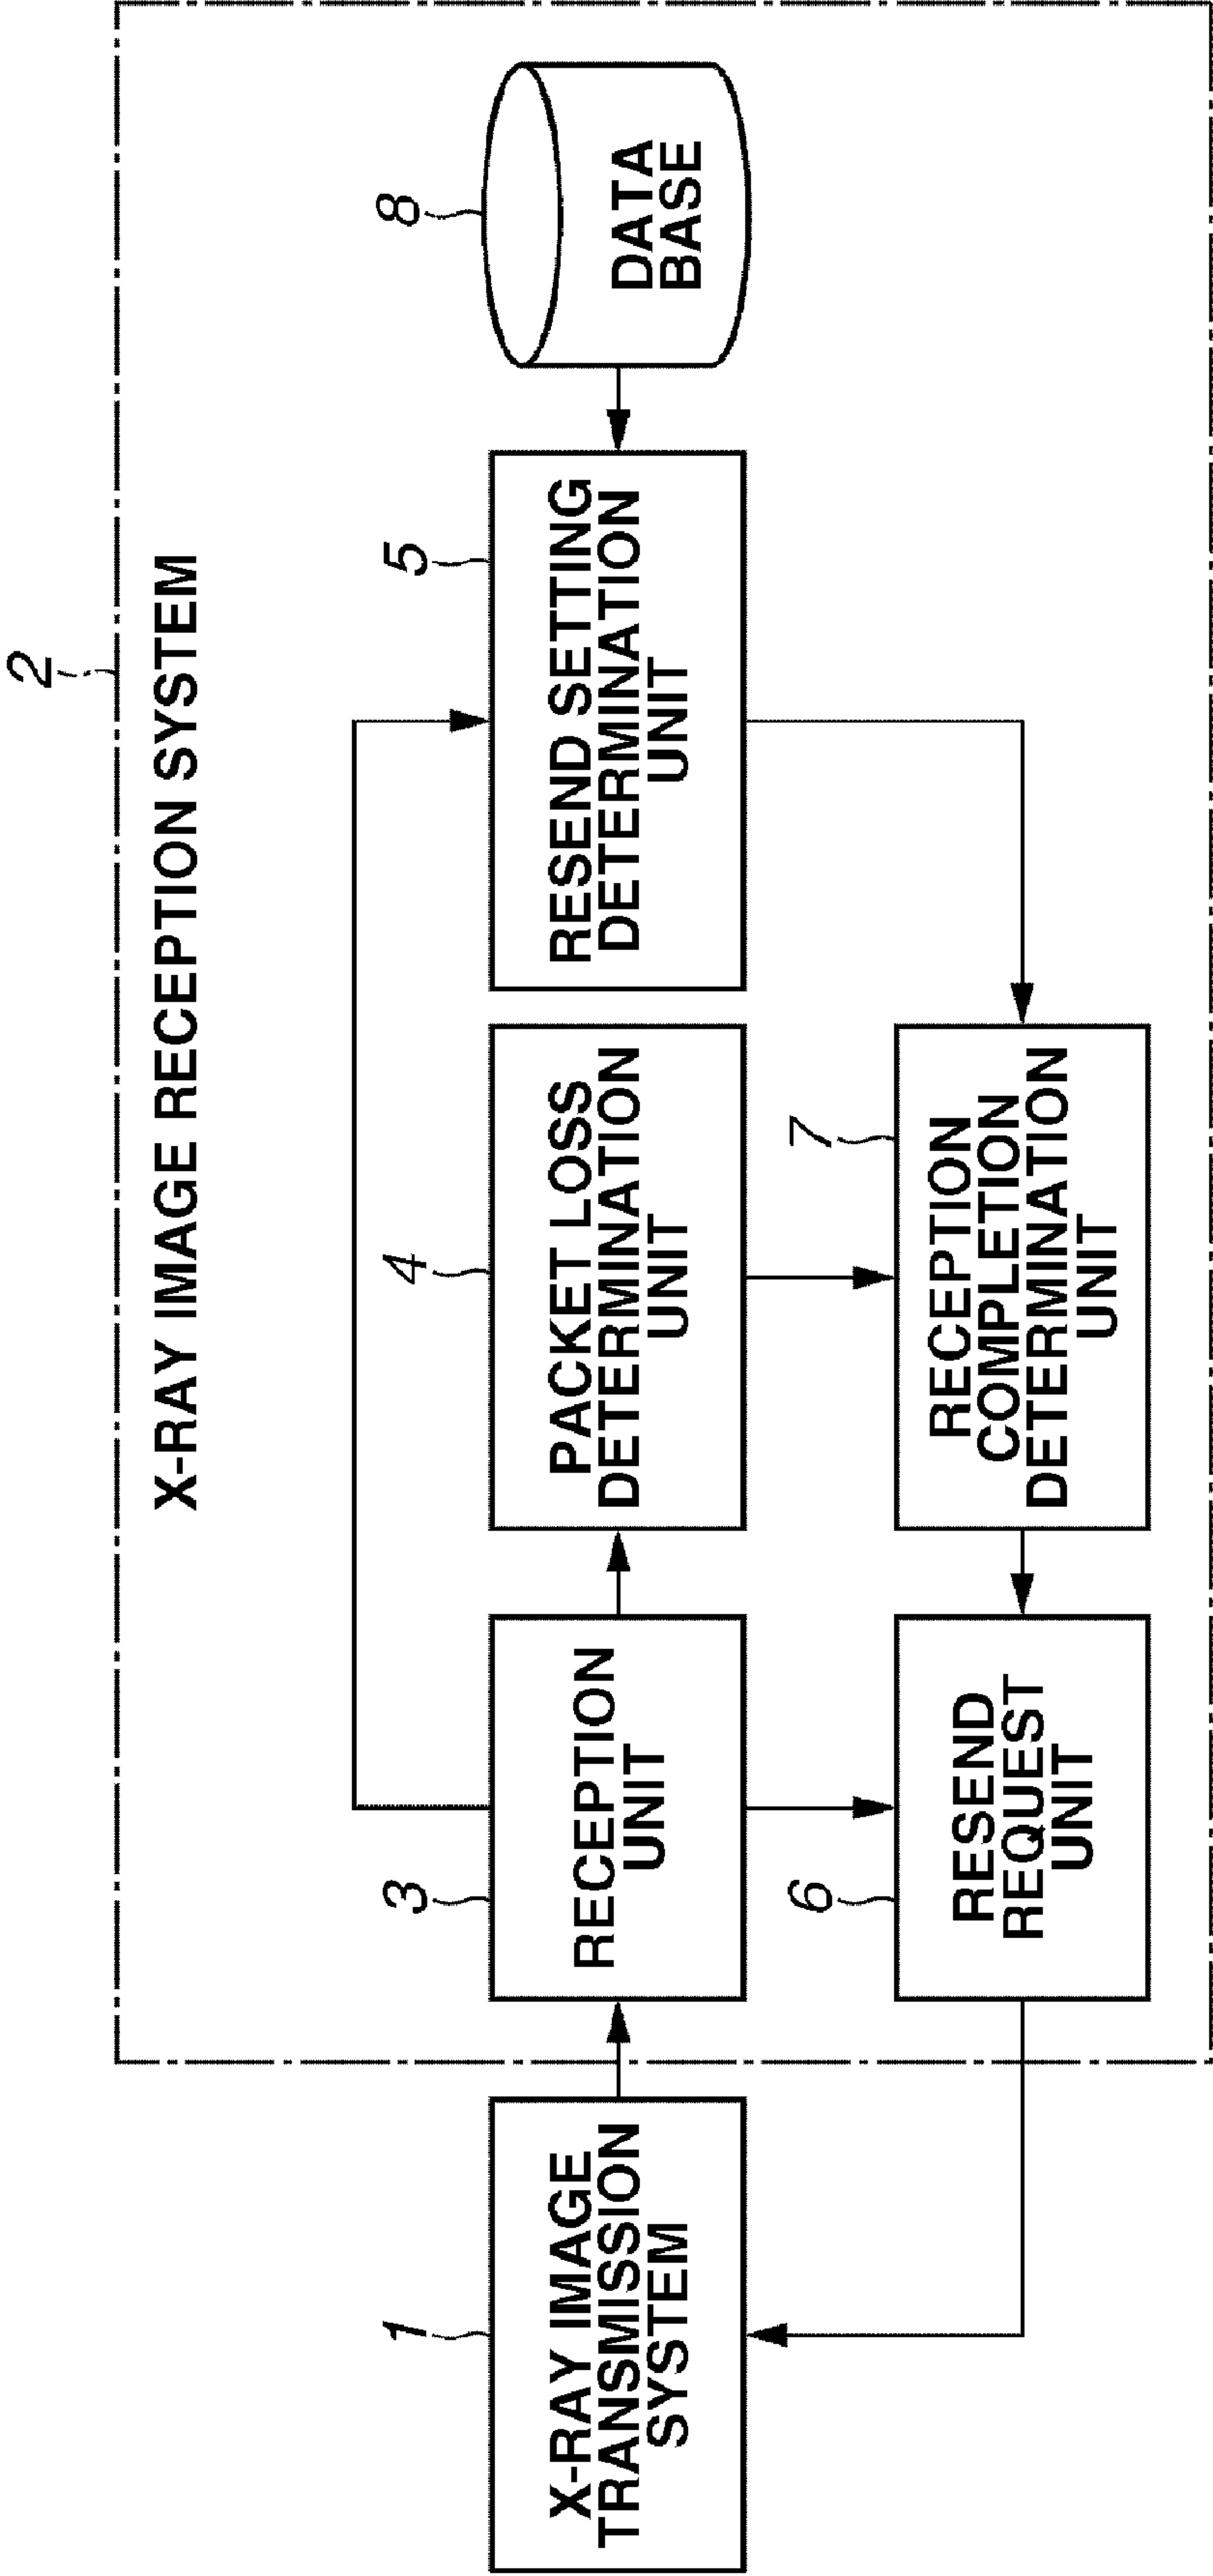 2
X-RAY IMAGE RECEPTION SYSTEM
1
X-RAY IMAGE
TRANSMISSION
SYSTEM
3
RECEPTION
UNIT
4
PACKET LOSS
DETERMINATION
UNIT
5
RESEND SETTING
DETERMINATION
UNIT
8
DATA
BASE
6
RESEND
REQUEST
UNIT
7
RECEPTION
COMPLETION
DETERMINATION
UNIT